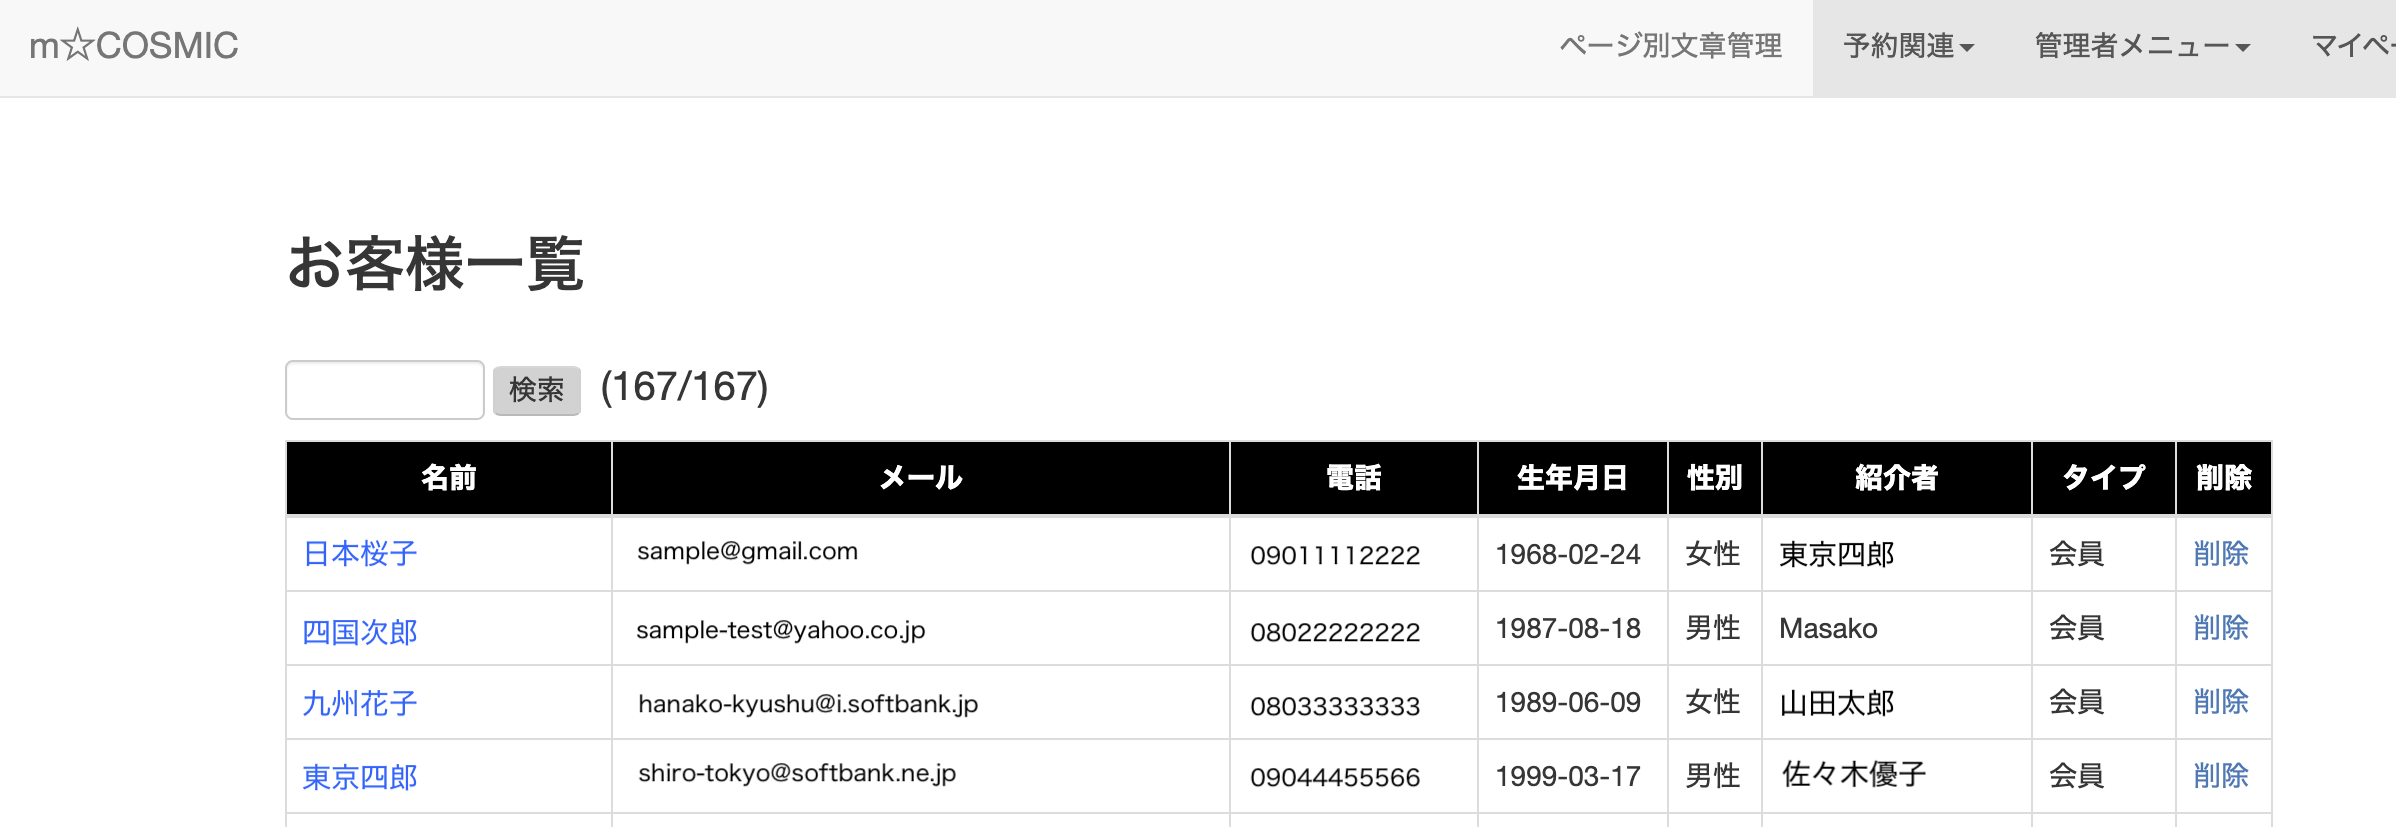 m☆COSMIC ページ別文章管理 予約関連 管理者メニュー マイペー
お客様一覧
検索 (167/167)
名前 メール 電話 生年月日 性別 紹介者 タイプ 削除
日本桜子 sample@gmail.com 09011112222 1968-02-24 女性 東京四郎 会員 削除
四国次郎 sample-test@yahoo.co.jp 08022222222 1987-08-18 男性 Masako 会員 削除
九州花子 hanako-kyushu@i.softbank.jp 08033333333 1989-06-09 女性 山田太郎 会員 削除
東京四郎 shiro-tokyo@softbank.ne.jp 09044455566 1999-03-17 男性 佐々木優子 会員 削除